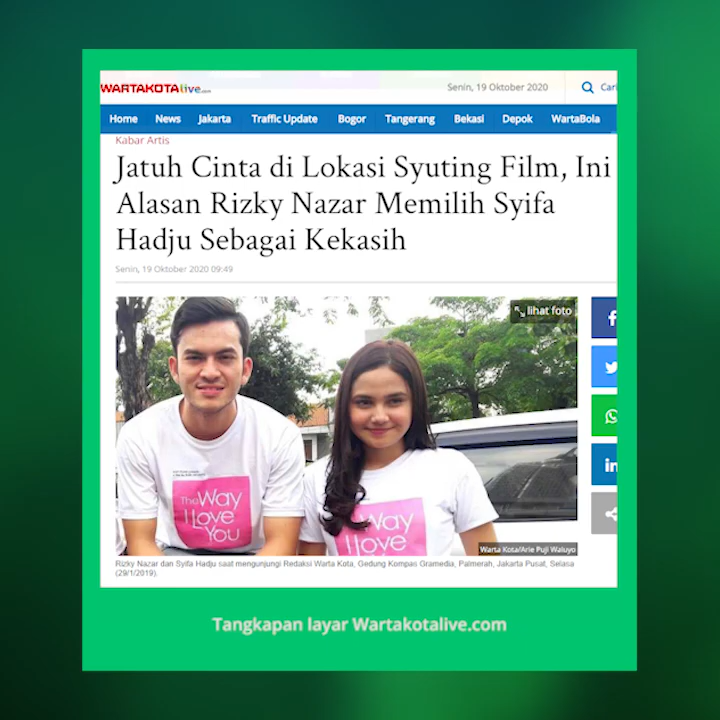 WARTAKOTAlive.com
Senin, 19 Oktober 2020
Cari
Home News Jakarta Traffic Update Bogor Tangerang Bekasi Depok WartaBola
Kabar Artis
Jatuh Cinta di Lokasi Syuting Film, Ini
Alasan Rizky Nazar Memilih Syifa
Hadju Sebagai Kekasih
Senin, 19 Oktober 2020 09:49
lihat foto
The Way
I Love
You
Way
I love
Warta Kota/Arie Puji Waluyo
Rizky Nazar dan Syifa Hadju saat mengunjungi Redaksi Warta Kota, Gedung Kompas Gramedia, Palmerah, Jakarta Pusat, Selasa
(29/1/2019).
Tangkapan layar Wartakotalive.com